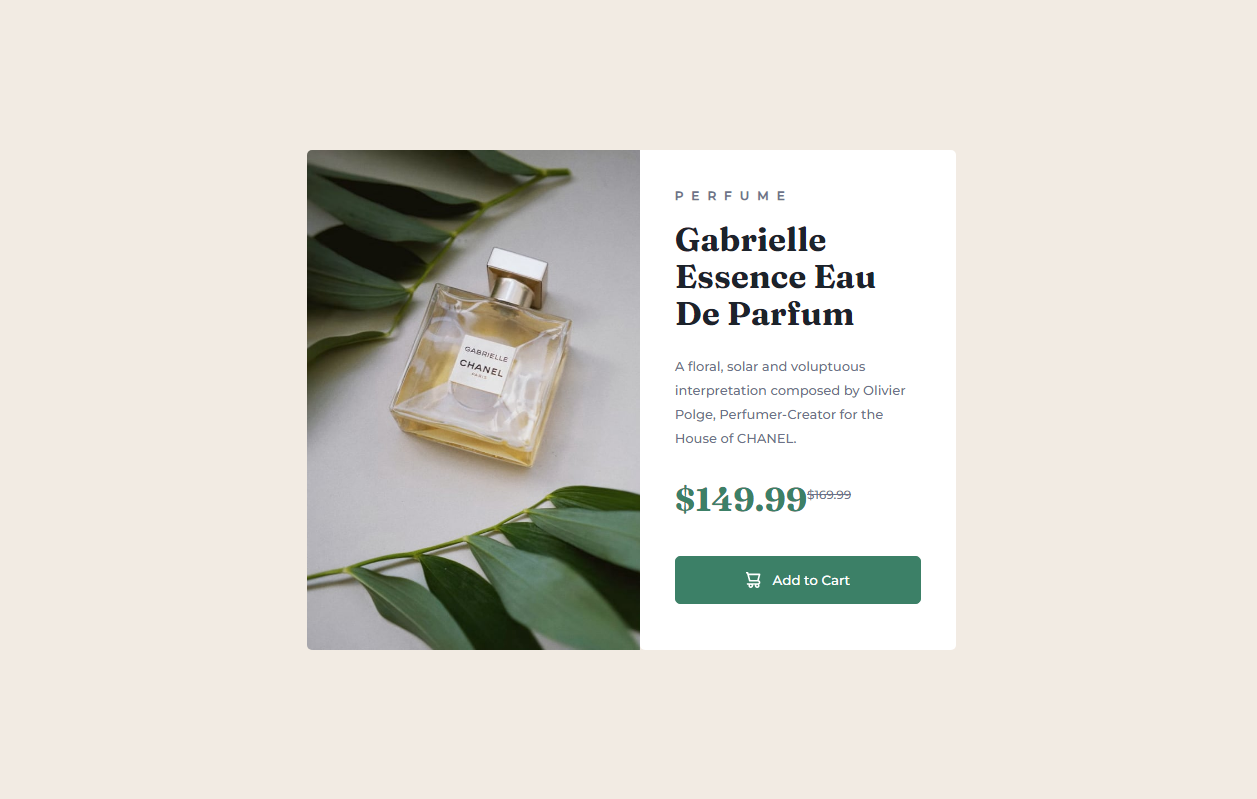 GABRIELLE
CHANEL
PARIS
PERFUME
Gabrielle
Essence Eau
De Parfum
A floral, solar and voluptuous
interpretation composed by Olivier
Polge, Perfumer-Creator for the
House of CHANEL.
$149.99 $169.99
Add to Cart